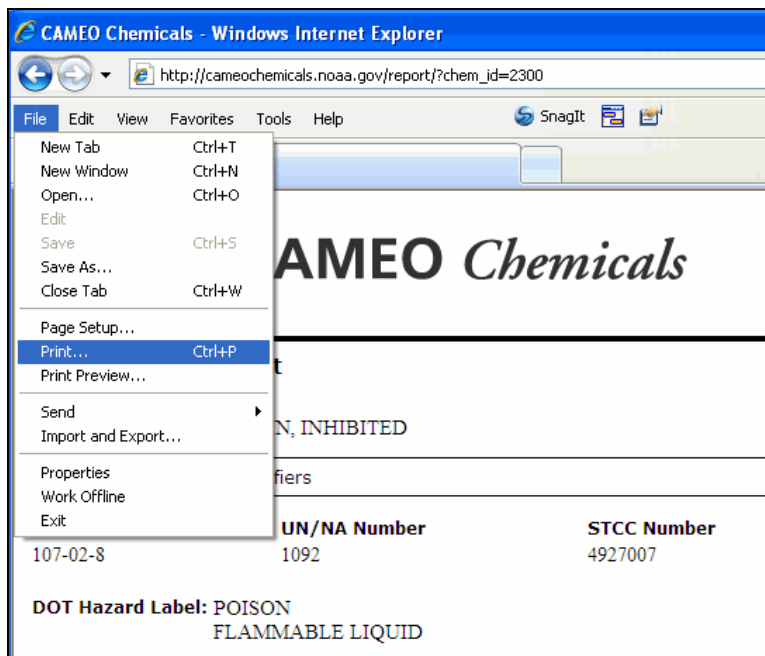 CAMEO Chemicals - Windows Internet Explorer
http://cameochemicals.noaa.gov/report/?chem_id=2300
File Edit View Favorites Tools Help SnagIt
New Tab Ctrl+T
New Window Ctrl+N
Open... Ctrl+O
Edit
Save Ctrl+S
Save As...
Close Tab Ctrl+W
Page Setup...
Print... Ctrl+P
Print Preview...
Send
Import and Export...
Properties
Work Offline
Exit
AMEO Chemicals
t
N, INHIBITED
fiers
UN/NA Number STCC Number
107-02-8 1092 4927007
DOT Hazard Label: POISON
FLAMMABLE LIQUID